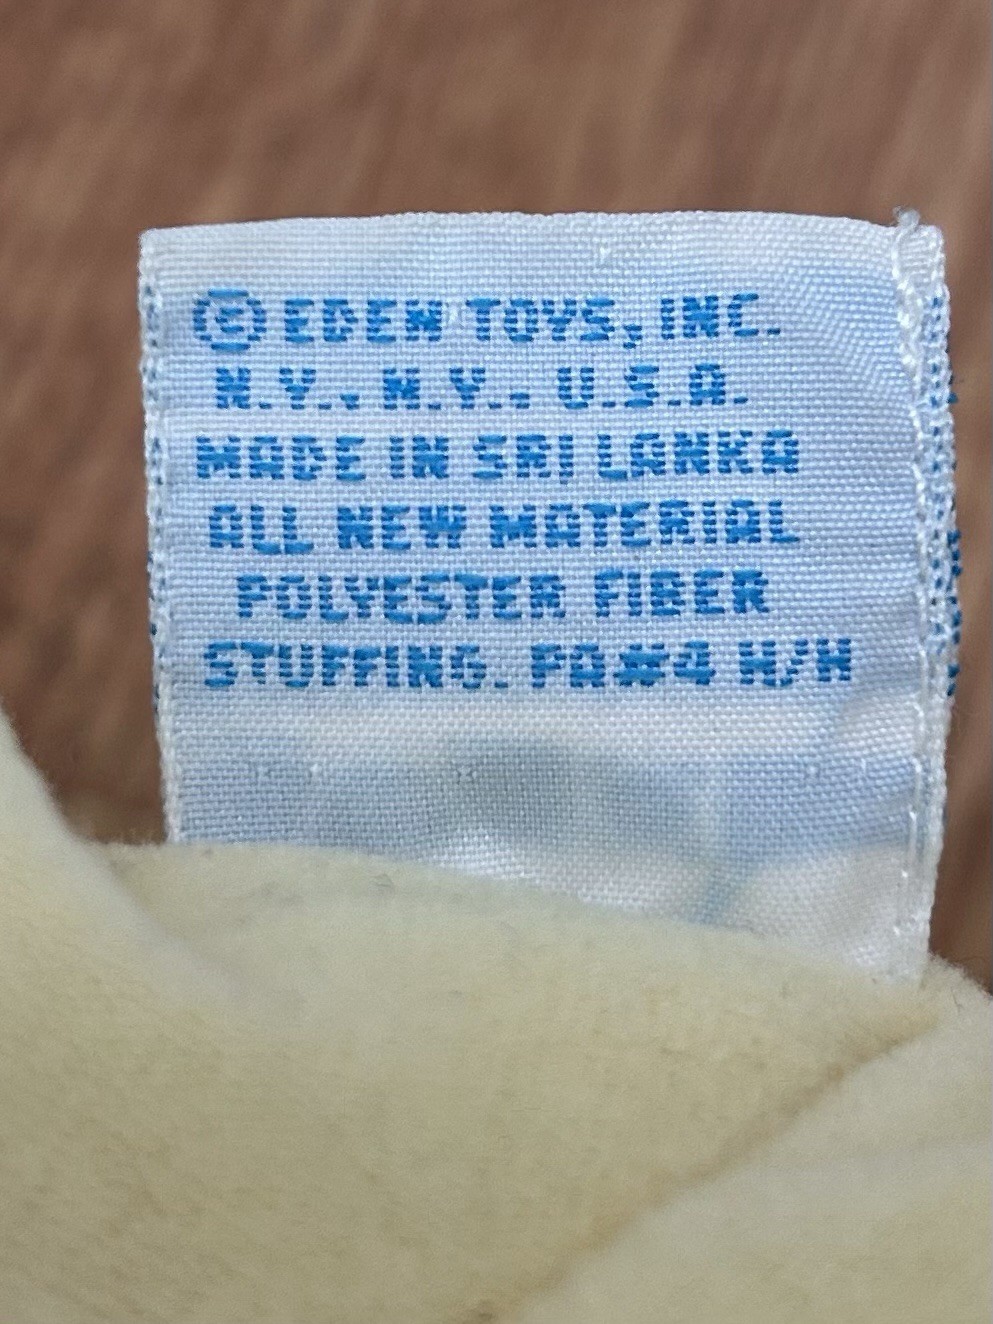 © EDEN TOYS, INC.
N.Y., N.Y., U.S.A.
MADE IN SRI LANKA
ALL NEW MATERIAL
POLYESTER FIBER
STUFFING. PA#4 H/H